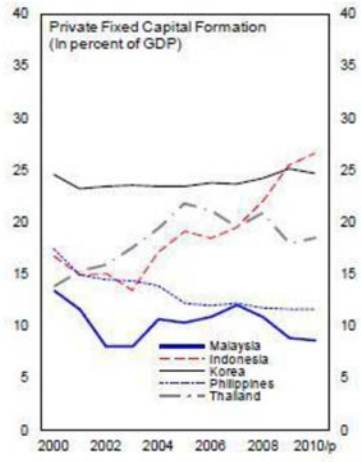 Private Fixed Capital Formation
(In percent of GDP)
40
35
30
25
20
15
10
5
0
40
35
30
25
20
15
10
5
0
Malaysia
Indonesia
Korea
Philippines
Thailand
2000 2002 2004 2006 2008 2010/p